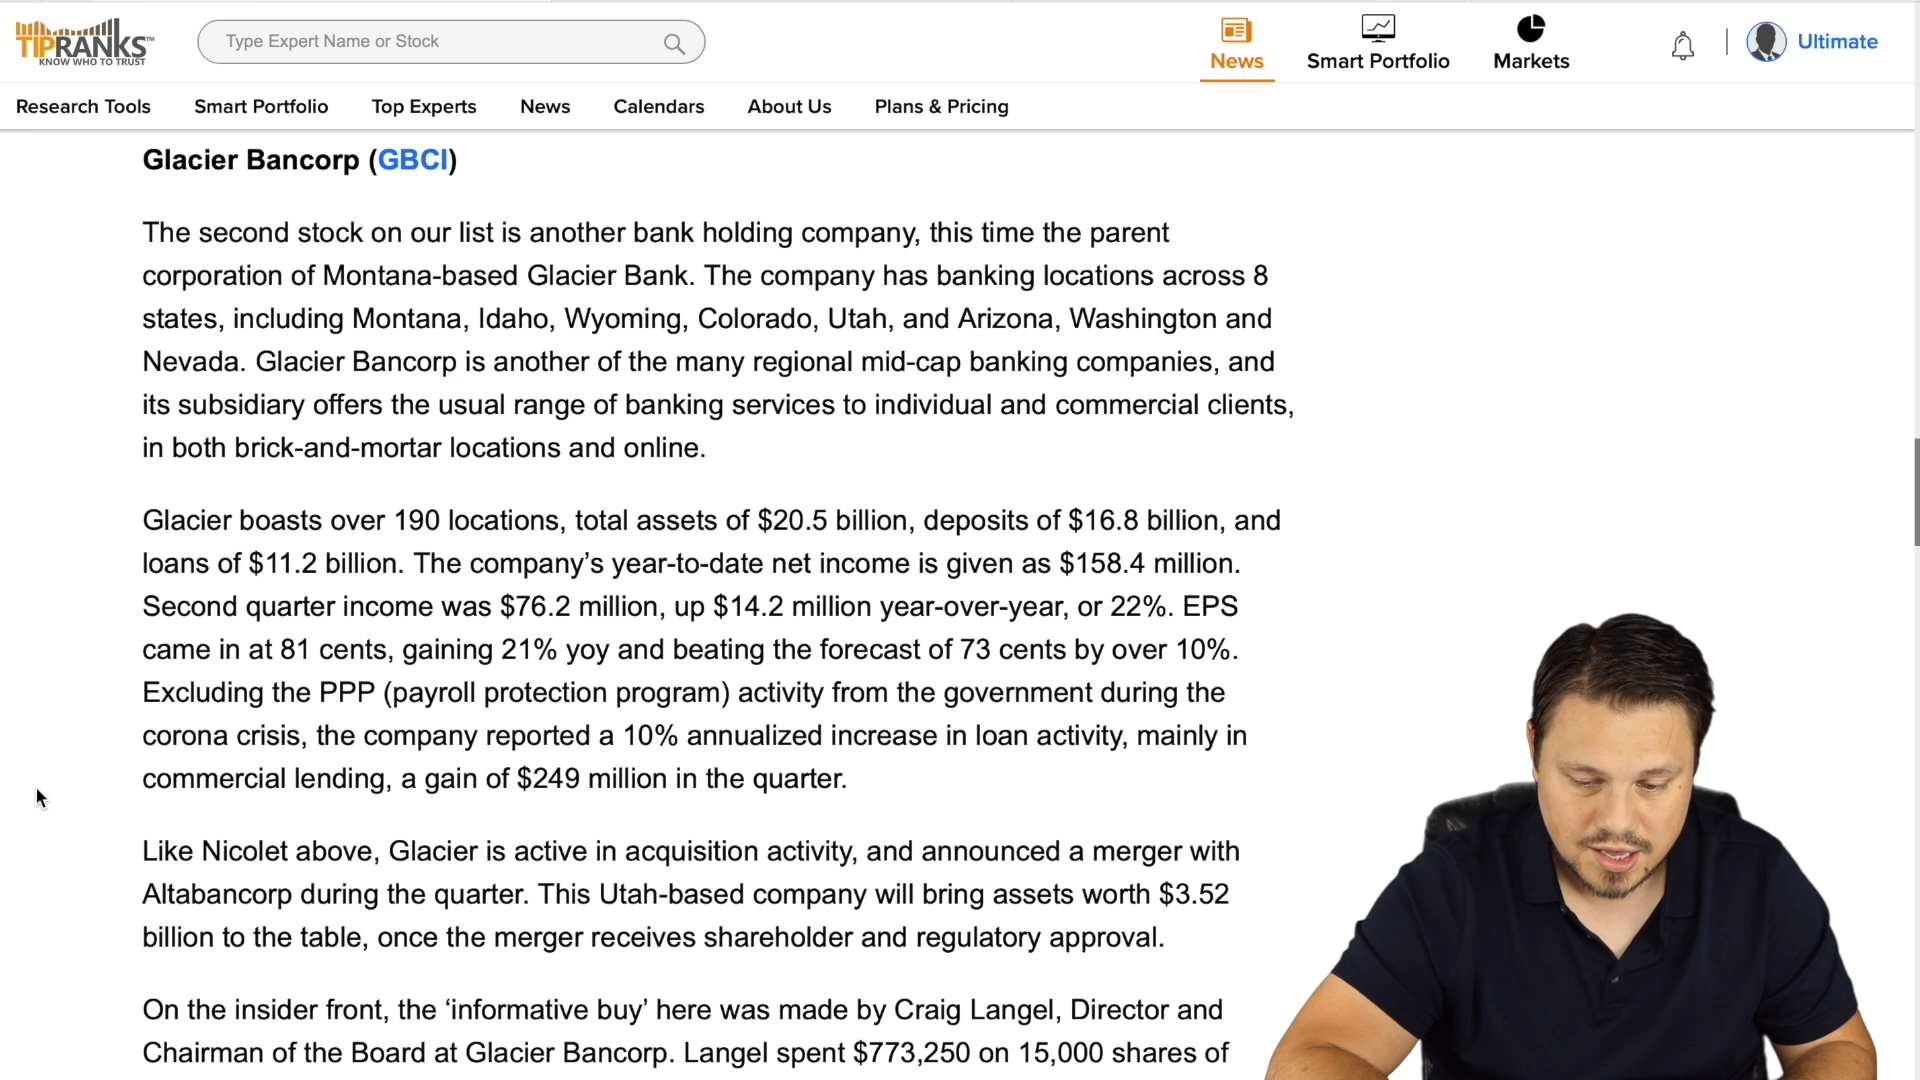 TIPRANKS
KNOW WHO TO TRUST
Type Expert Name or Stock
News
Smart Portfolio
Markets
Ultimate
Research Tools
Smart Portfolio
Top Experts
News
Calendars
About Us
Plans & Pricing
Glacier Bancorp (GBCI)
The second stock on our list is another bank holding company, this time the parent
corporation of Montana-based Glacier Bank. The company has banking locations across 8
states, including Montana, Idaho, Wyoming, Colorado, Utah, and Arizona, Washington and
Nevada. Glacier Bancorp is another of the many regional mid-cap banking companies, and
its subsidiary offers the usual range of banking services to individual and commercial clients,
in both brick-and-mortar locations and online.
Glacier boasts over 190 locations, total assets of $20.5 billion, deposits of $16.8 billion, and
loans of $11.2 billion. The company’s year-to-date net income is given as $158.4 million.
Second quarter income was $76.2 million, up $14.2 million year-over-year, or 22%. EPS
came in at 81 cents, gaining 21% yoy and beating the forecast of 73 cents by over 10%.
Excluding the PPP (payroll protection program) activity from the government during the
corona crisis, the company reported a 10% annualized increase in loan activity, mainly in
commercial lending, a gain of $249 million in the quarter.
Like Nicolet above, Glacier is active in acquisition activity, and announced a merger with
Altabancorp during the quarter. This Utah-based company will bring assets worth $3.52
billion to the table, once the merger receives shareholder and regulatory approval.
On the insider front, the ‘informative buy’ here was made by Craig Langel, Director and
Chairman of the Board at Glacier Bancorp. Langel spent $773,250 on 15,000 shares of